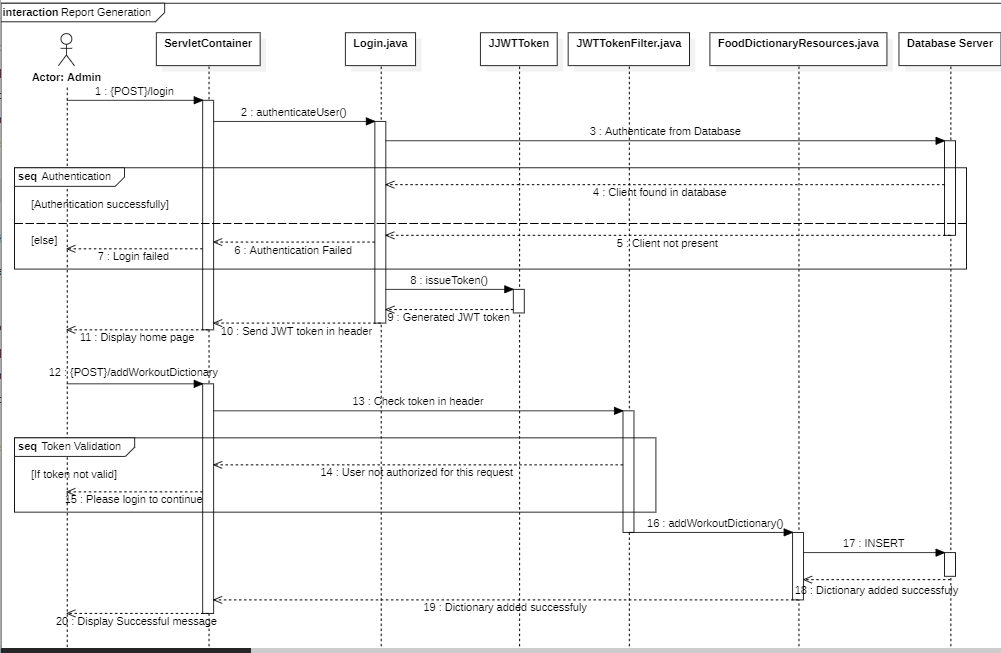 interaction Report Generation
ServletContainer
Login.java
JJWTToken
JWTTokenFilter.java
FoodDictionaryResources.java
Database Server
Actor: Admin
1 : {POST}/login
2 : authenticateUser()
3 : Authenticate from Database
seq Authentication
4 : Client found in database
[Authentication successfully]
[else]
5 : Client not present
6 : Authentication Failed
7 : Login failed
8 : issueToken()
9 : Generated JWT token
10 : Send JWT token in header
11 : Display home page
12 : {POST}/addWorkoutDictionary
13 : Check token in header
seq Token Validation
[If token not valid]
14 : User not authorized for this request
15 : Please login to continue
16 : addWorkoutDictionary()
17 : INSERT
18 : Dictionary added successfuly
19 : Dictionary added successfuly
20 : Display Successful message